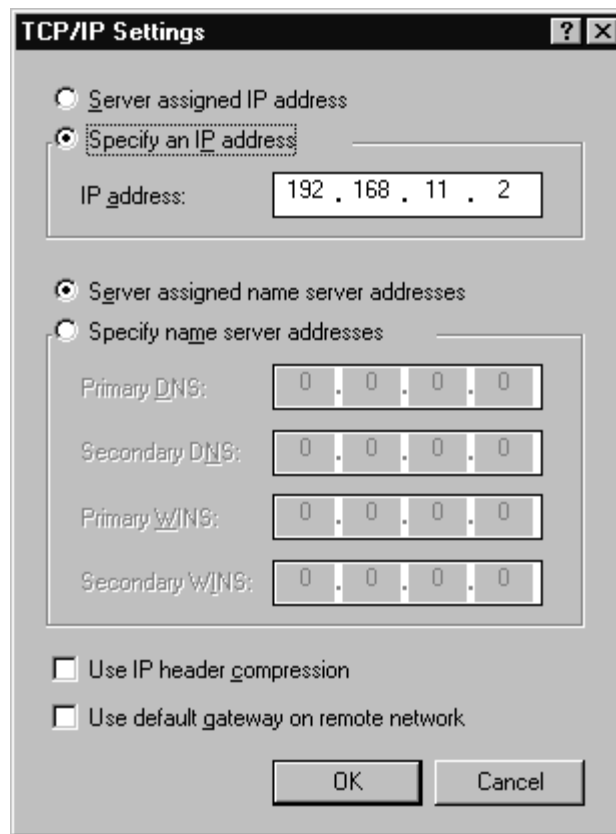 TCP/IP Settings ? X
Server assigned IP address
Specify an IP address
IP address: 192 . 168 . 11 . 2
Server assigned name server addresses
Specify name server addresses
Primary DNS: 0 . 0 . 0 . 0
Secondary DNS: 0 . 0 . 0 . 0
Primary WINS: 0 . 0 . 0 . 0
Secondary WINS: 0 . 0 . 0 . 0
Use IP header compression
Use default gateway on remote network
OK Cancel